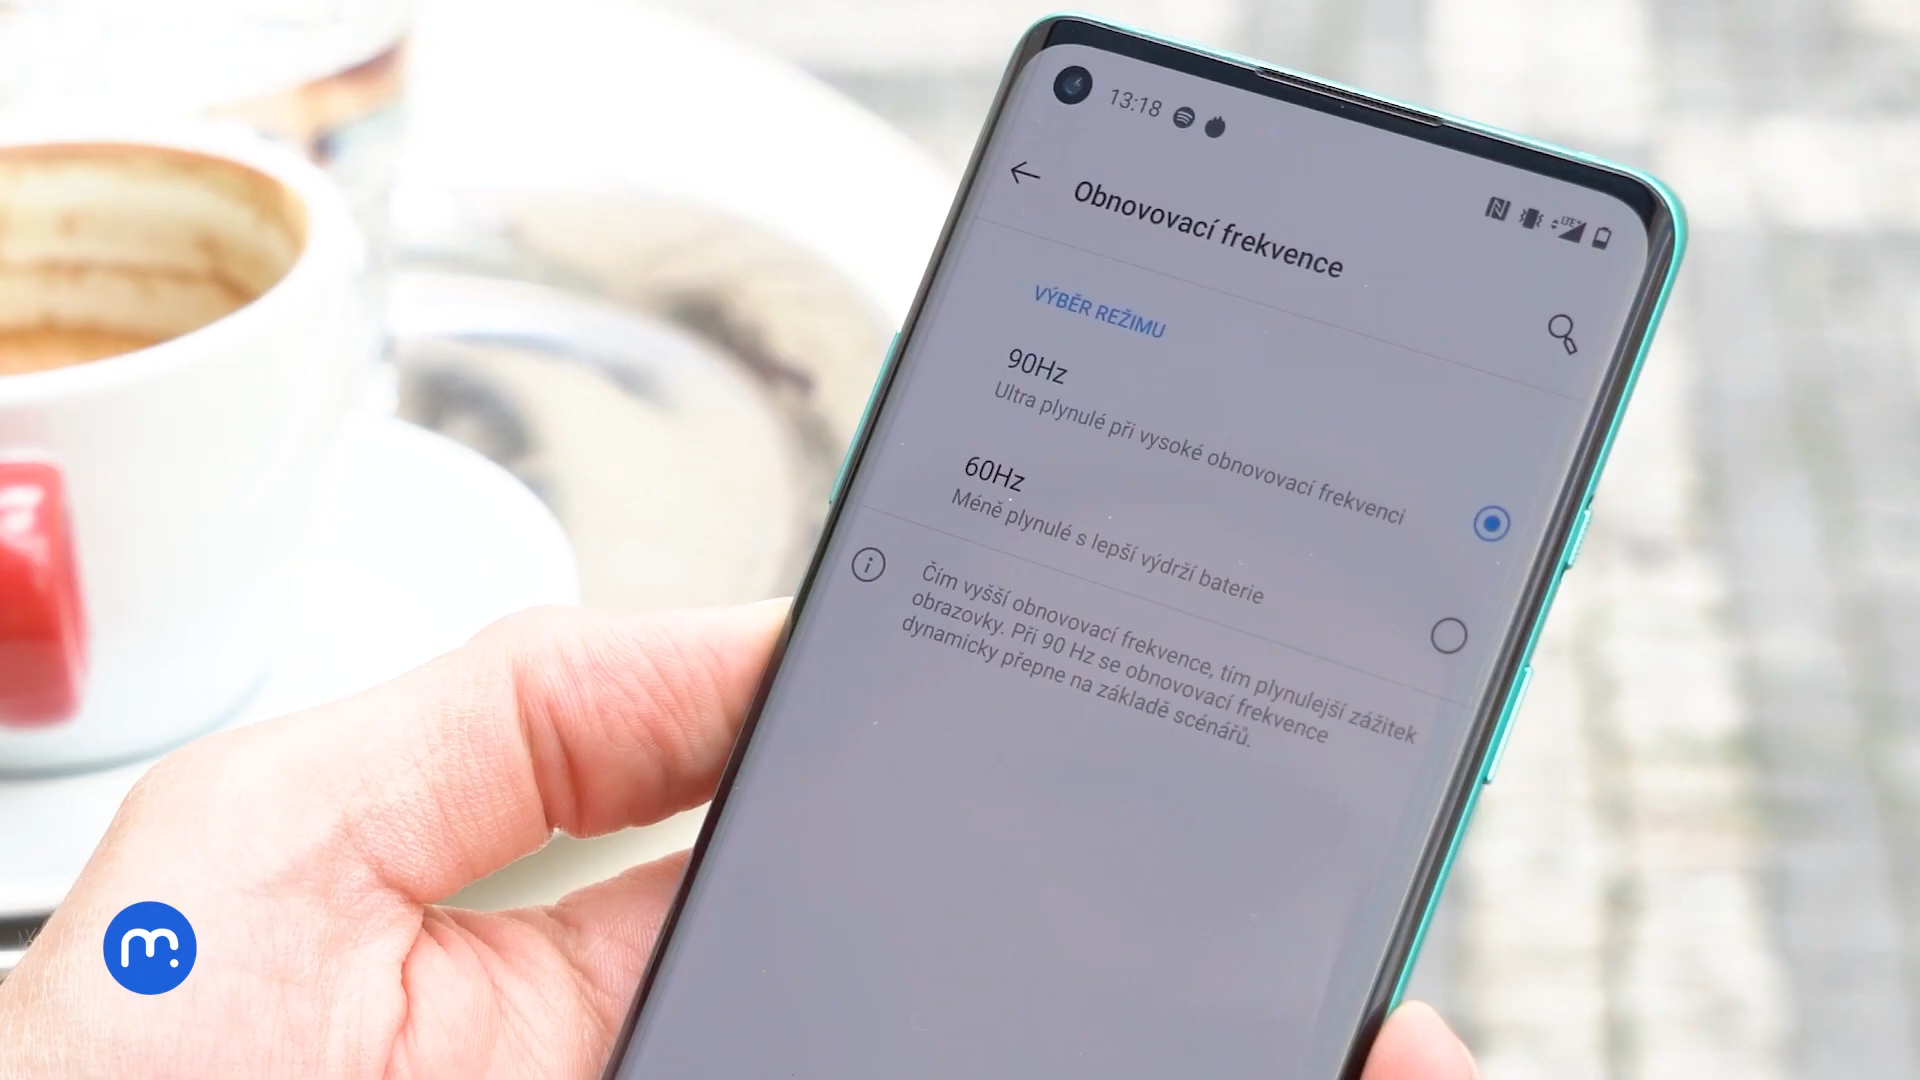 13:18
LTE+
Obnovovací frekvence
VÝBĚR REŽIMU
90Hz
Ultra plynulé při vysoké obnovovací frekvenci
60Hz
Méně plynulé s lepší výdrží baterie
Čím vyšší obnovovací frekvence, tím plynulejší zážitek
obrazovky. Při 90 Hz se obnovovací frekvence
dynamicky přepne na základě scénářů.
m.